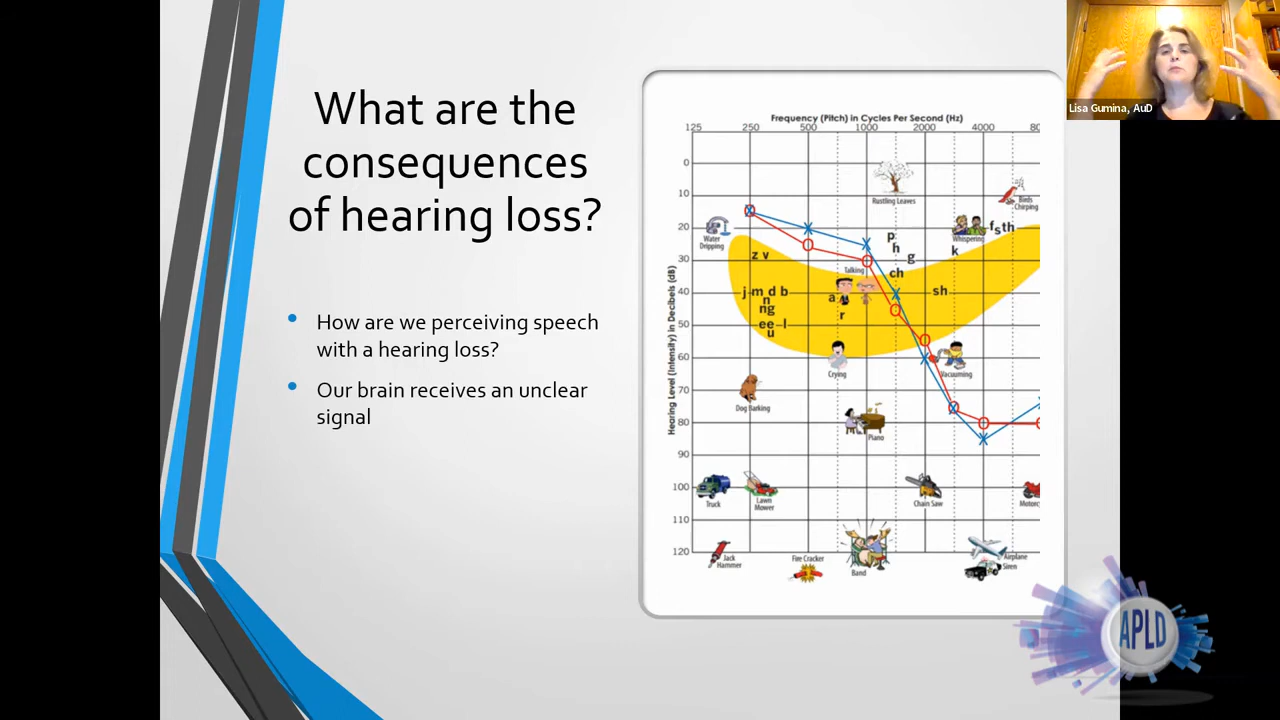 What are the
consequences
of hearing loss?
How are we perceiving speech
with a hearing loss?
Our brain receives an unclear
signal
Frequency (Pitch) in Cycles Per Second (Hz)
125 250 500 1000 2000 4000 80
Hearing Level (Intensity) in Decibels (dB)
0
10
20
30
40
50
60
70
80
90
100
110
120
Rustling Leaves
Birds
Chirping
Water
Dripping
Whispering
f s th
p
h
g
k
z v
Talking
ch
j m d b
n
ng
ee l
u
a
r
sh
Crying
Vacuuming
Dog Barking
Piano
Truck
Lawn
Mower
Chain Saw
Motorc
Jack
Hammer
Fire Cracker
Band
Airplane
Siren
Lisa Gumina, AuD
APLD